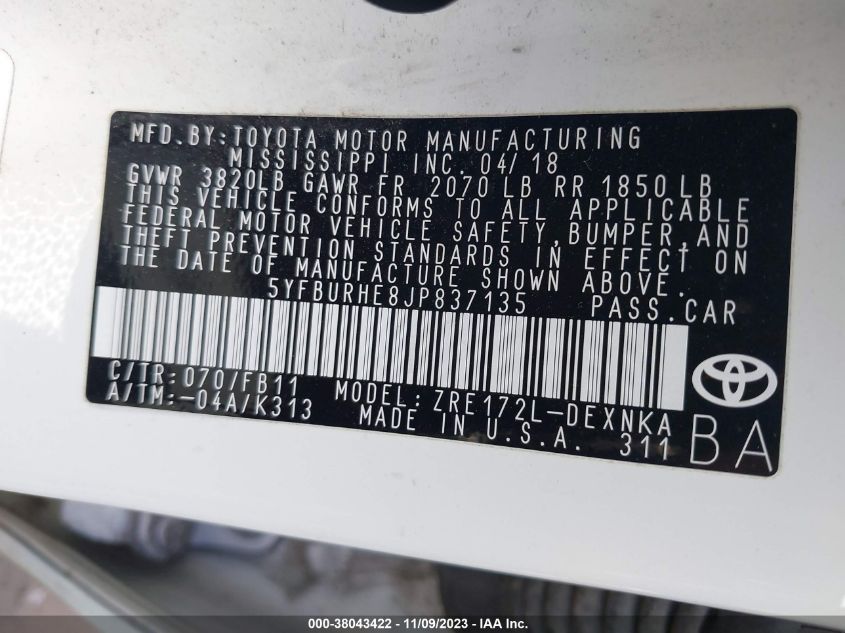 MFD. BY: TOYOTA MOTOR MANUFACTURING
MISSISSIPPI INC. 04/18
GVWR 3820LB GAWR FR 2070 LB RR 1850 LB
THIS VEHICLE CONFORMS TO ALL APPLICABLE
FEDERAL MOTOR VEHICLE SAFETY, BUMPER, AND
THEFT PREVENTION STANDARDS IN EFFECT ON
THE DATE OF MANUFACTURE SHOWN ABOVE.
5YFBURHE8JP837135 PASS.CAR
C/TR: 070/FB11 MODEL: ZRE172L-DEXNKA
A/TM: -04A/K313 MADE IN U.S.A. 311
BA
000-38043422 - 11/09/2023 - IAA Inc.